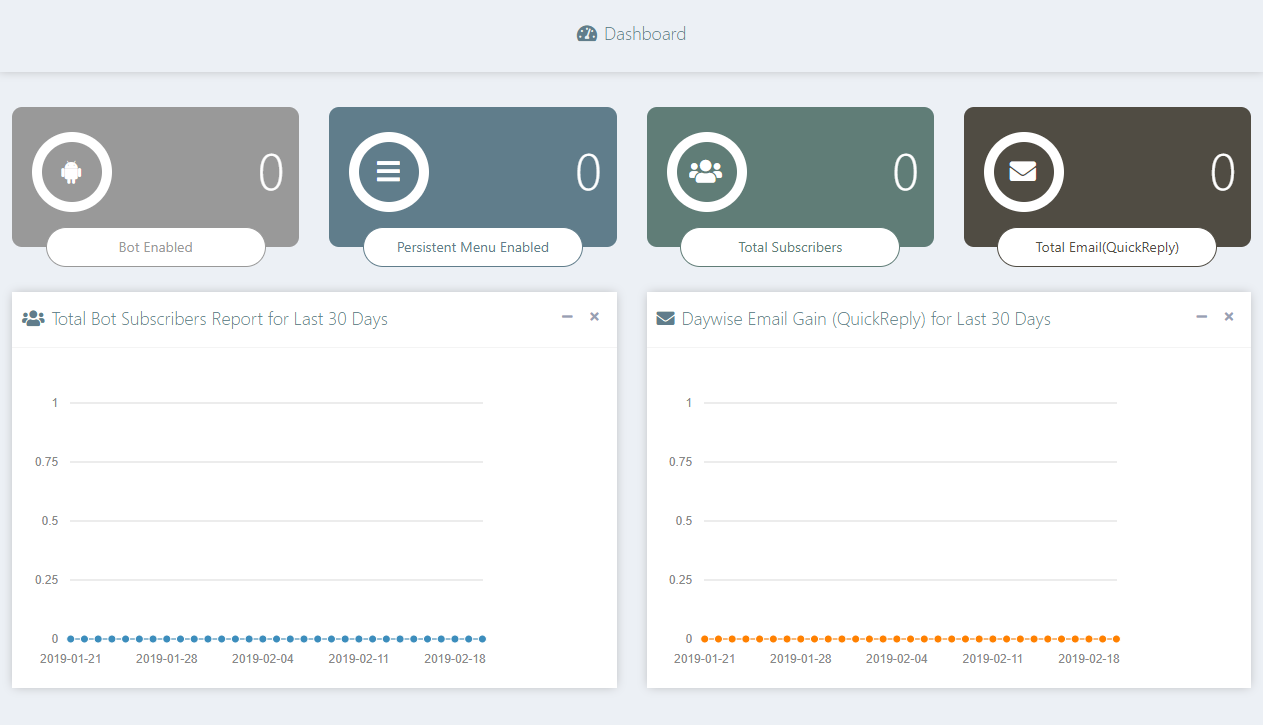 Dashboard
0
0
0
0
Bot Enabled
Persistent Menu Enabled
Total Subscribers
Total Email(QuickReply)
Total Bot Subscribers Report for Last 30 Days
1
0.75
0.5
0.25
0
2019-01-21 2019-01-28 2019-02-04 2019-02-11 2019-02-18
Daywise Email Gain (QuickReply) for Last 30 Days
1
0.75
0.5
0.25
0
2019-01-21 2019-01-28 2019-02-04 2019-02-11 2019-02-18